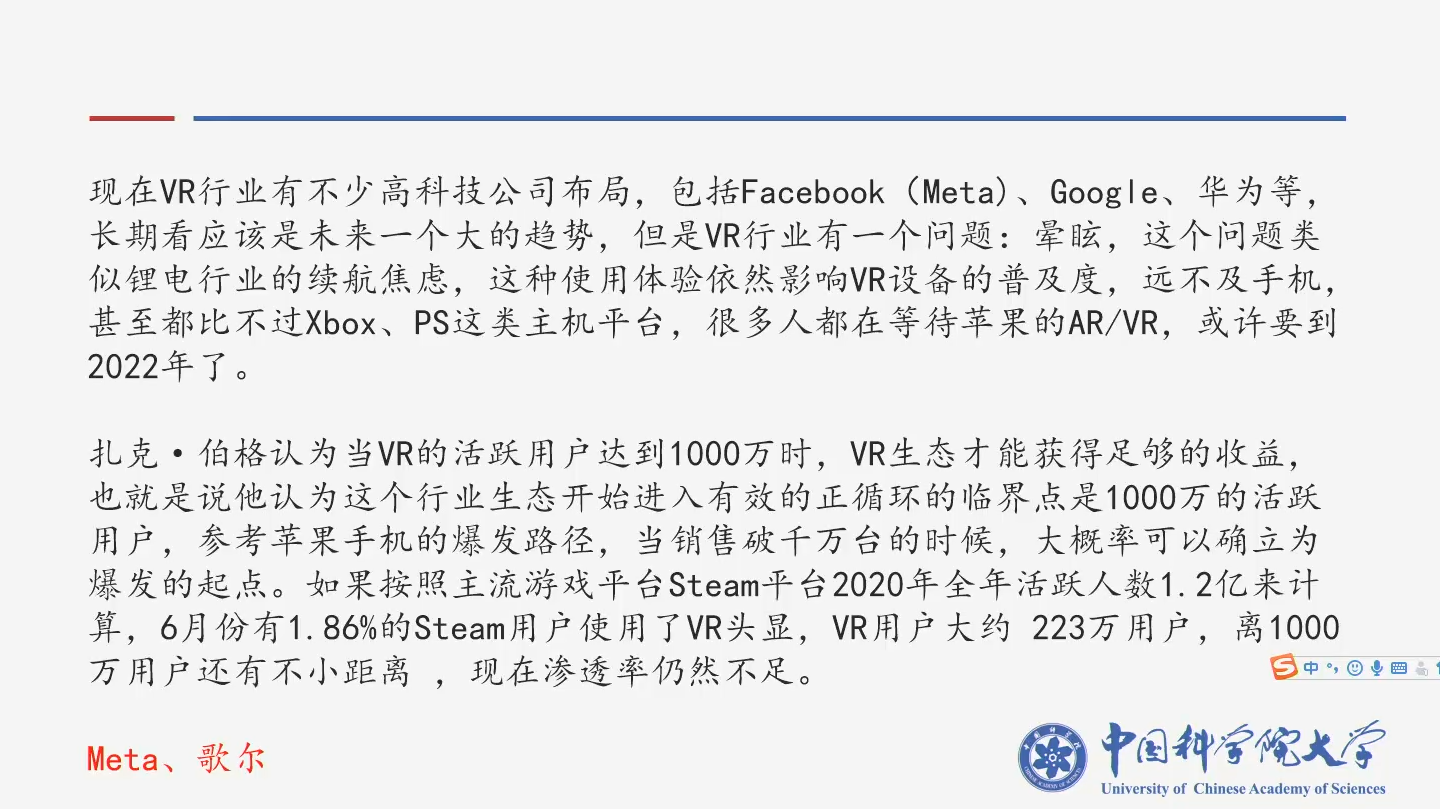 现在VR行业有不少高科技公司布局，包括Facebook（Meta）、Google、华为等，
长期看应该是未来一个大的趋势，但是VR行业有一个问题：晕眩，这个问题类
似锂电行业的续航焦虑，这种使用体验依然影响VR设备的普及度，远不及手机，
甚至都比不过Xbox、PS这类主机平台，很多人都在等待苹果的AR/VR，或许要到
2022年了。
扎克·伯格认为当VR的活跃用户达到1000万时，VR生态才能获得足够的收益，
也就是说他认为这个行业生态开始进入有效的正循环的临界点是1000万的活跃
用户，参考苹果手机的爆发路径，当销售破千万台的时候，大概率可以确立为
爆发的起点。如果按照主流游戏平台Steam平台2020年全年活跃人数1.2亿来计
算，6月份有1.86%的Steam用户使用了VR头显，VR用户大约 223万用户，离1000
万用户还有不小距离 ，现在渗透率仍然不足。
中
Meta、歌尔
中国科学院大学
University of Chinese Academy of Sciences